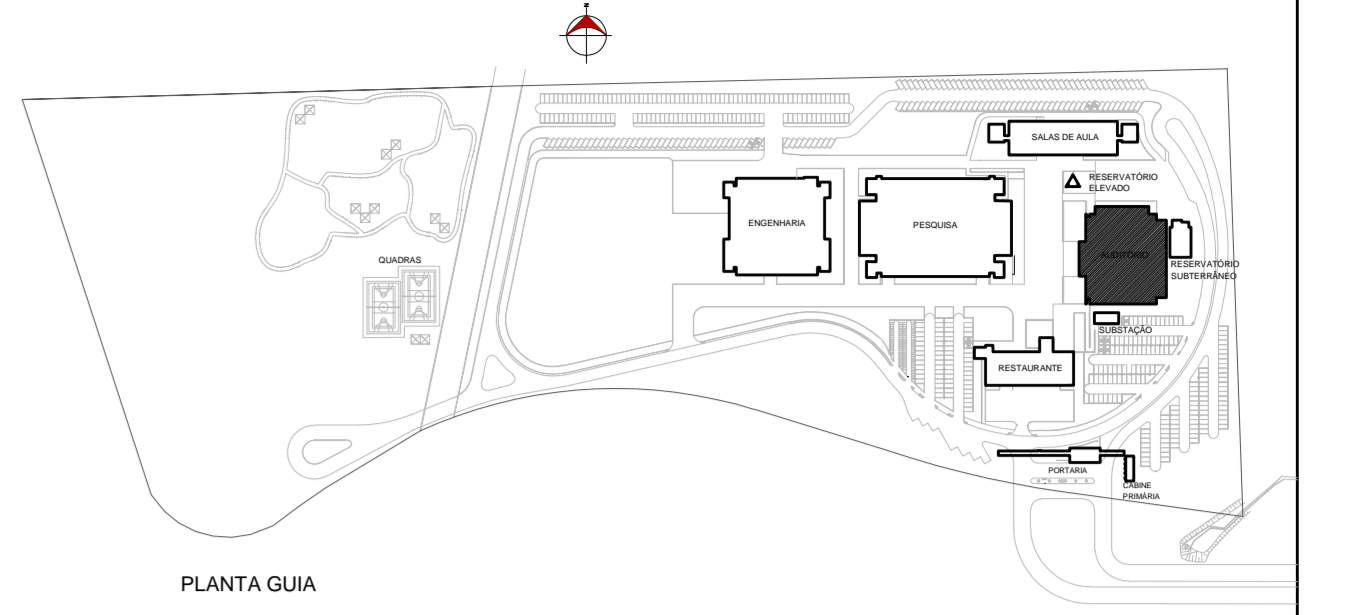 N
SALAS DE AULA
RESERVATÓRIO
ELEVADO
ENGENHARIA
PESQUISA
AUDITÓRIO
QUADRAS
RESERVATÓRIO
SUBTERRÂNEO
SUBSTAÇÃO
RESTAURANTE
PORTARIA
CABINE
PRIMÁRIA
PLANTA GUIA